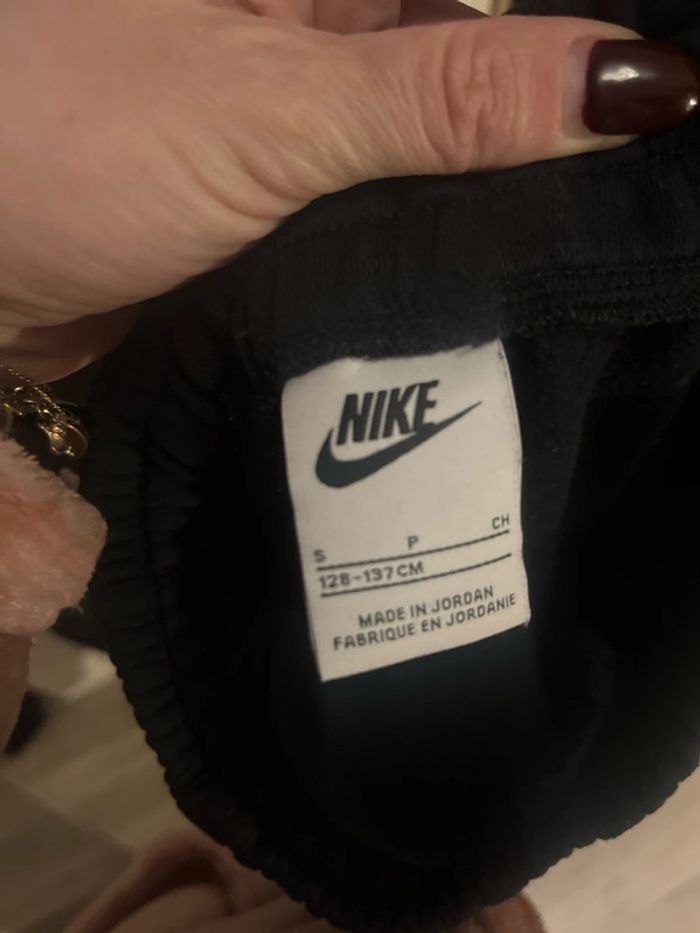 NIKE
S P CH
128-137CM
MADE IN JORDAN
FABRIQUE EN JORDANIE